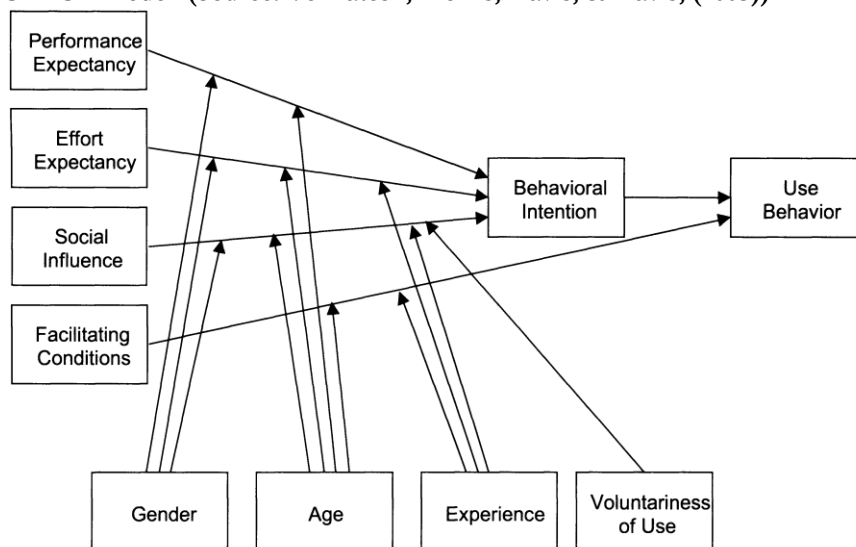 Performance
Expectancy
Effort
Expectancy
Social
Influence
Facilitating
Conditions
Behavioral
Intention
Use
Behavior
Gender
Age
Experience
Voluntariness
of Use